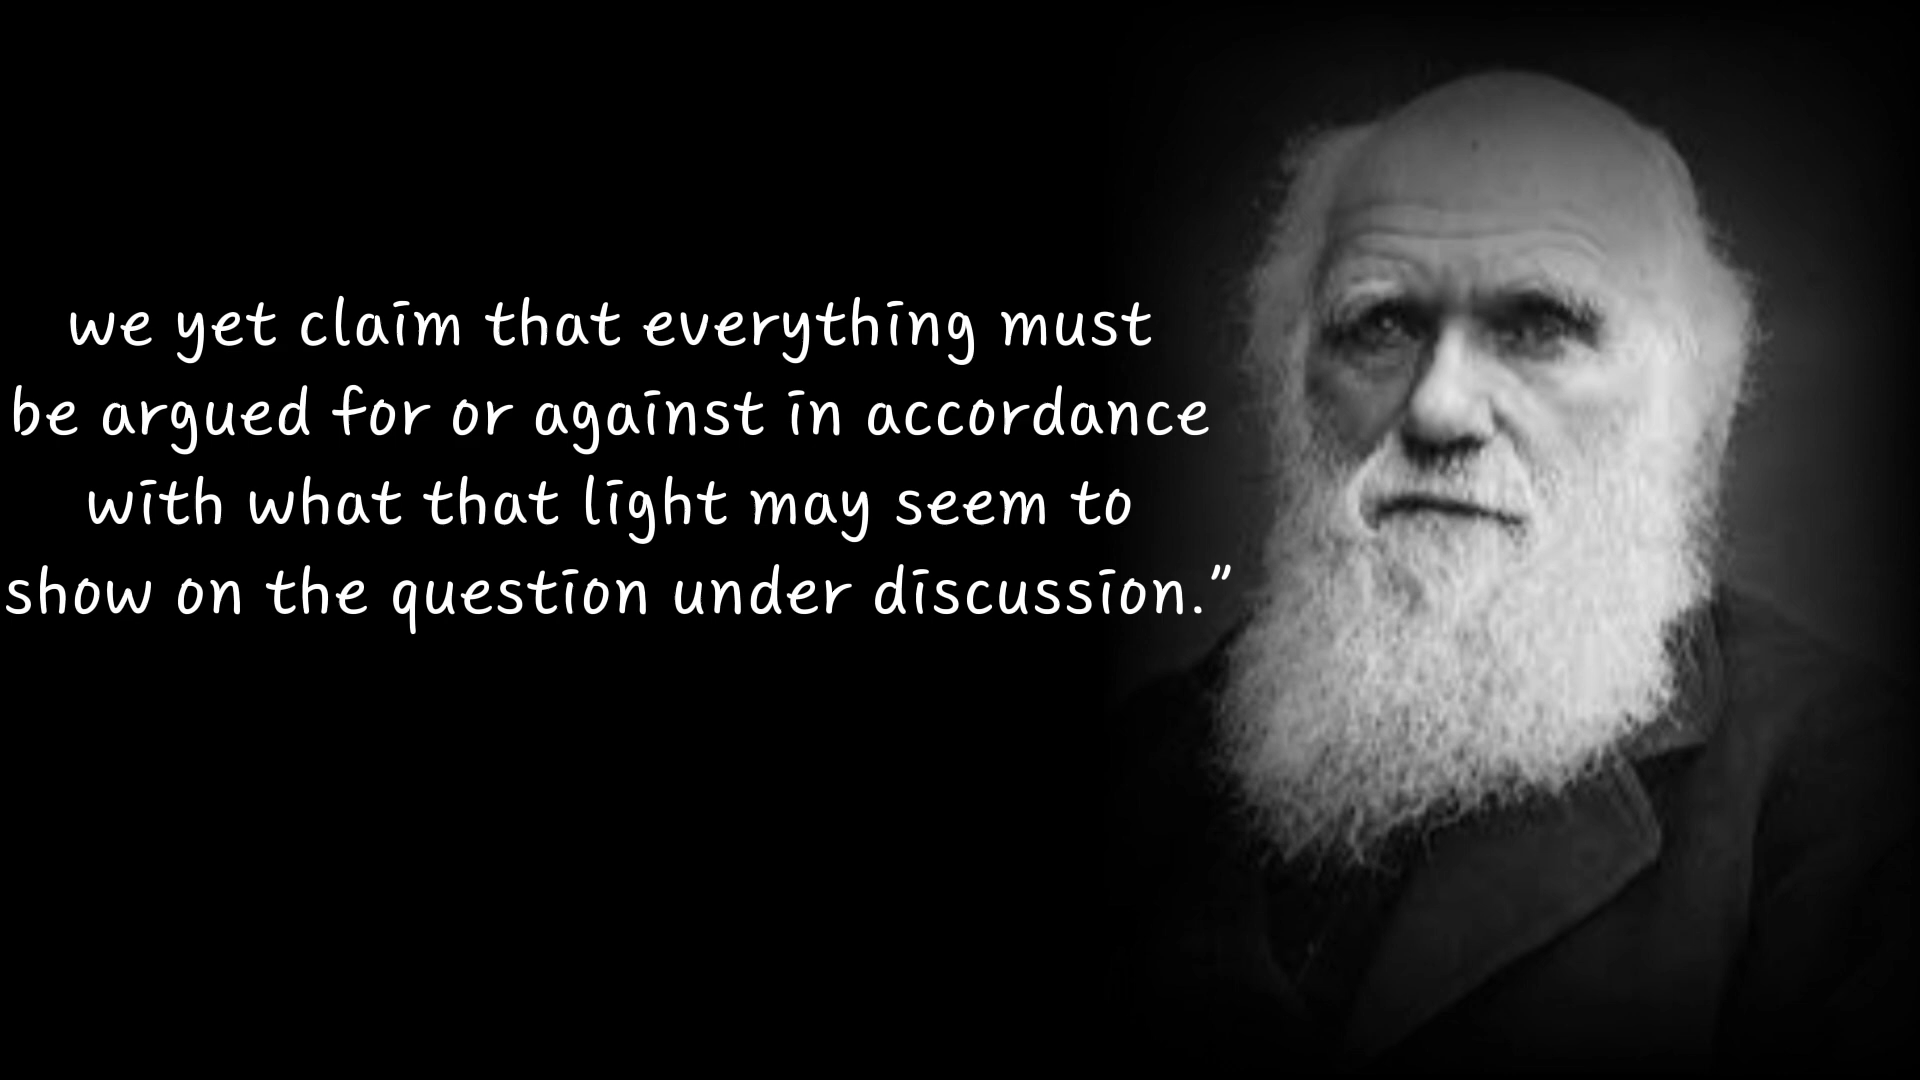 we yet claim that everything must
be argued for or against in accordance
with what that light may seem to
show on the question under discussion.”